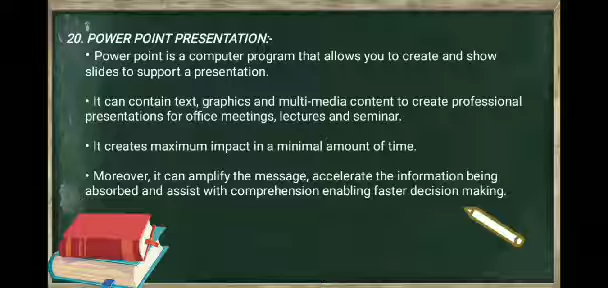 20. POWER POINT PRESENTATION:-
• Power point is a computer program that allows you to create and show
slides to support a presentation.
• It can contain text, graphics and multi-media content to create professional
presentations for office meetings, lectures and seminar.
• It creates maximum impact in a minimal amount of time.
• Moreover, it can amplify the message, accelerate the information being
absorbed and assist with comprehension enabling faster decision making.